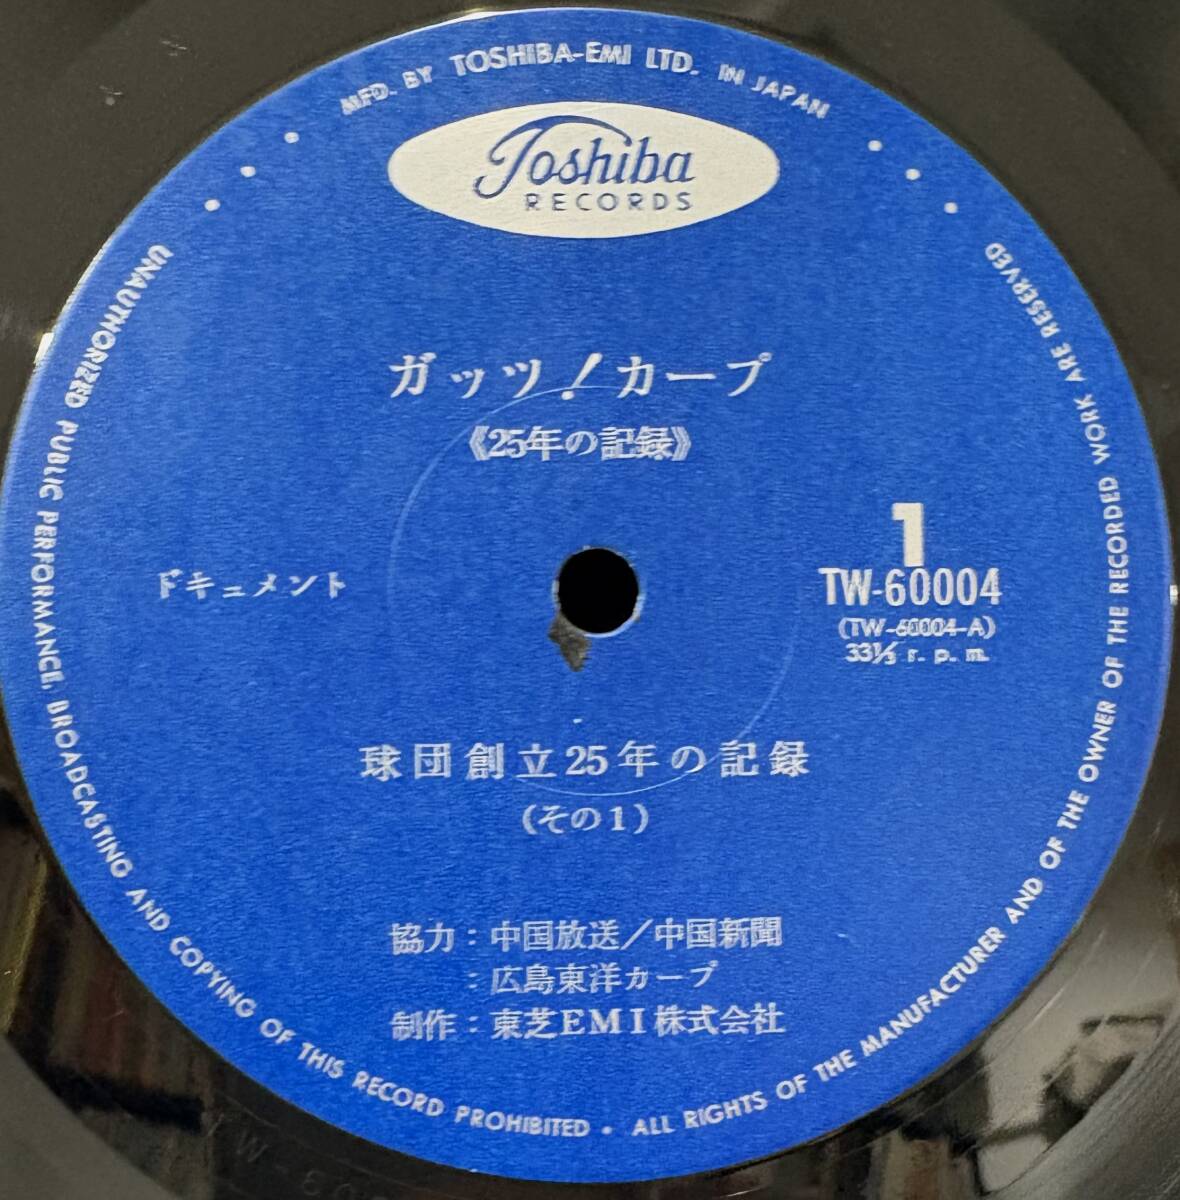 MFD. BY TOSHIBA-EMI LTD. IN JAPAN
Toshiba
RECORDS
ガッツ!カープ
《25年の記録》
1
ドキュメント
TW-60004
(TW-60004-A)
33⅓ r. p. m.
球団創立25年の記録
(その1)
協力:中国放送/中国新聞
:広島東洋カープ
制作:東芝EMI株式会社
UNAUTHORIZED PUBLIC PERFORMANCE, BROADCASTING AND COPYING OF THIS RECORD PROHIBITED • ALL RIGHTS OF THE MANUFACTURER AND OF THE OWNER OF THE RECORDED WORK ARE RESERVED